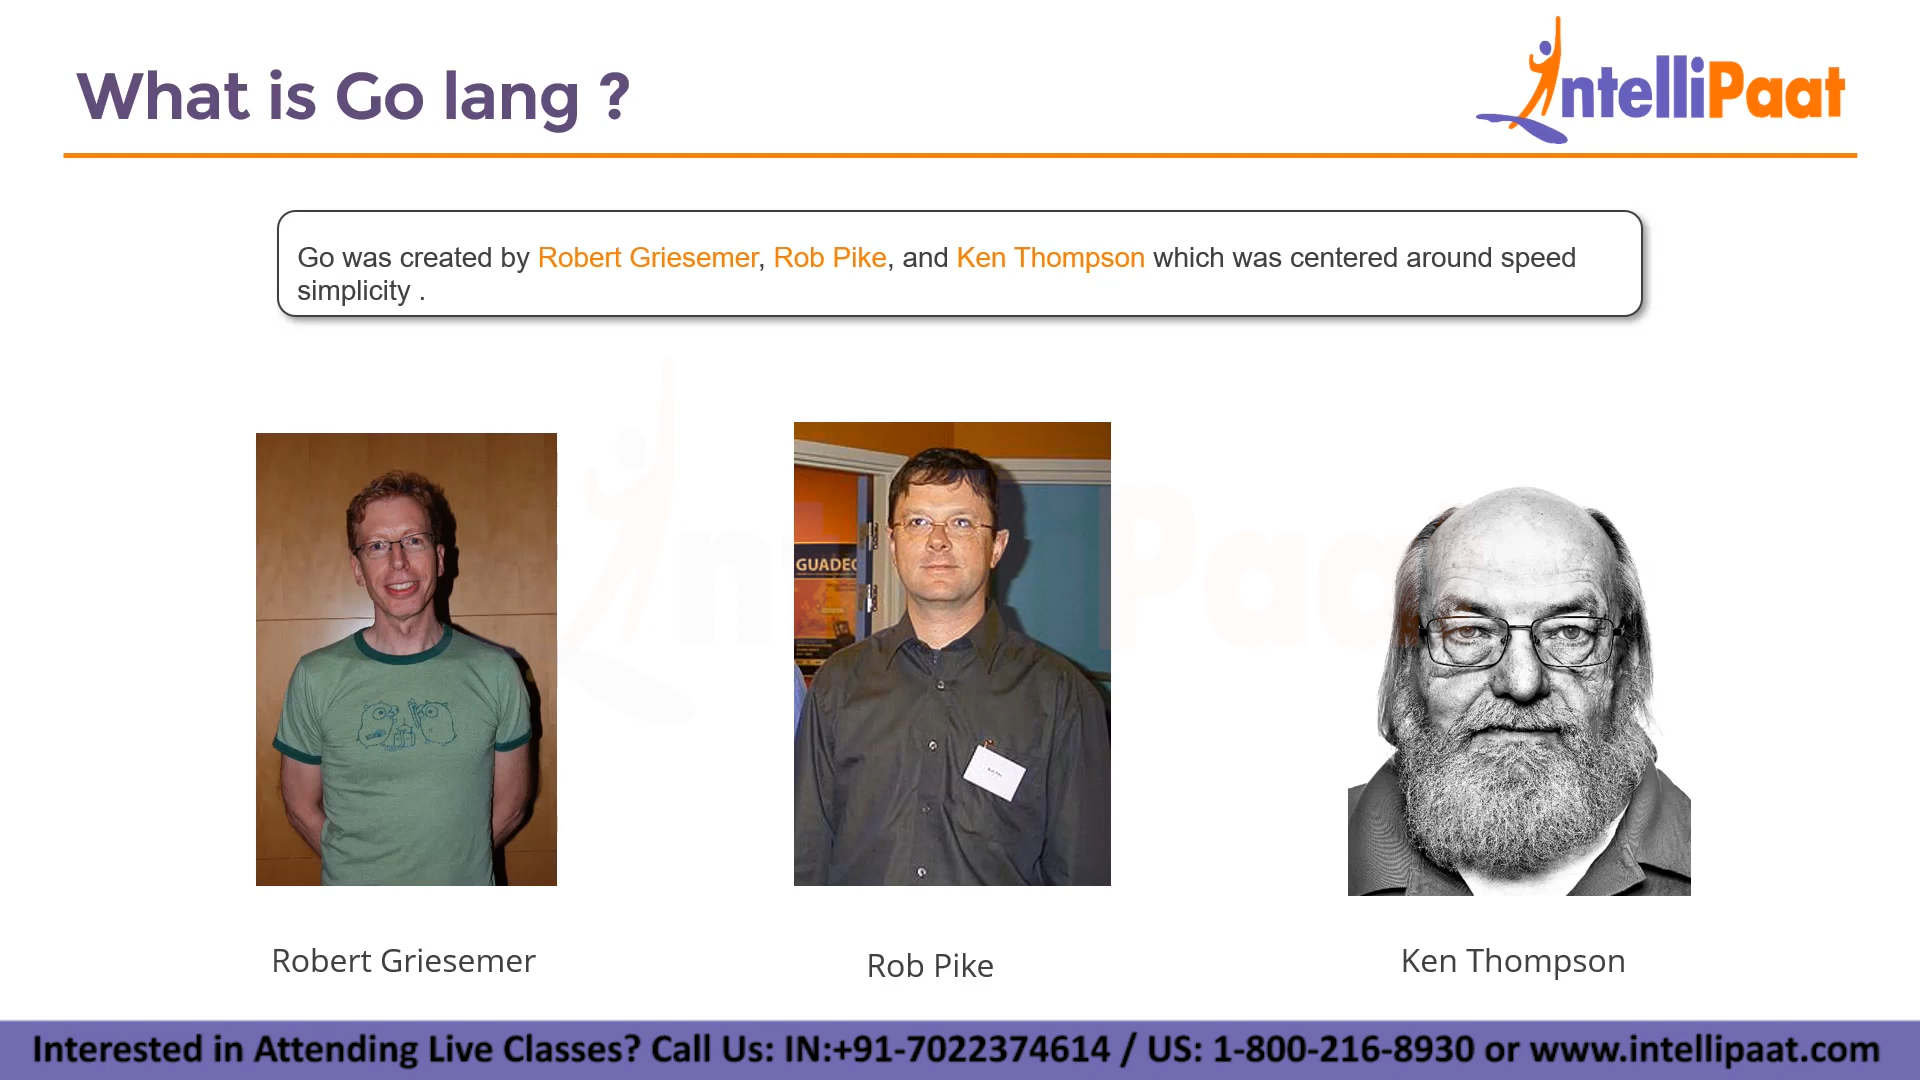 What is Go lang ?
IntelliPaat
Go was created by Robert Griesemer, Rob Pike, and Ken Thompson which was centered around speed
simplicity .
GUADEC
Robert Griesemer
Rob Pike
Ken Thompson
Interested in Attending Live Classes? Call Us: IN:+91-7022374614 / US: 1-800-216-8930 or www.intellipaat.com